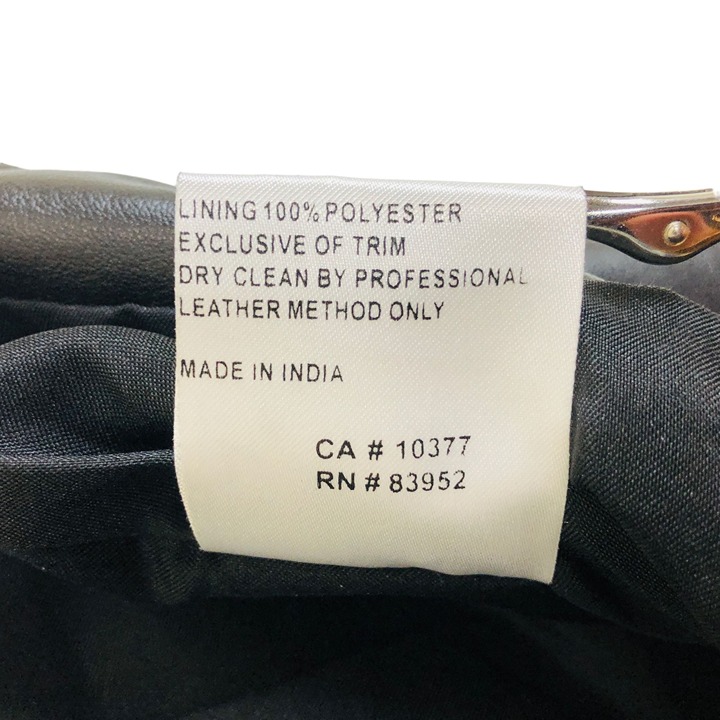 LINING 100% POLYESTER
EXCLUSIVE OF TRIM
DRY CLEAN BY PROFESSIONAL
LEATHER METHOD ONLY
MADE IN INDIA
CA # 10377
RN # 83952